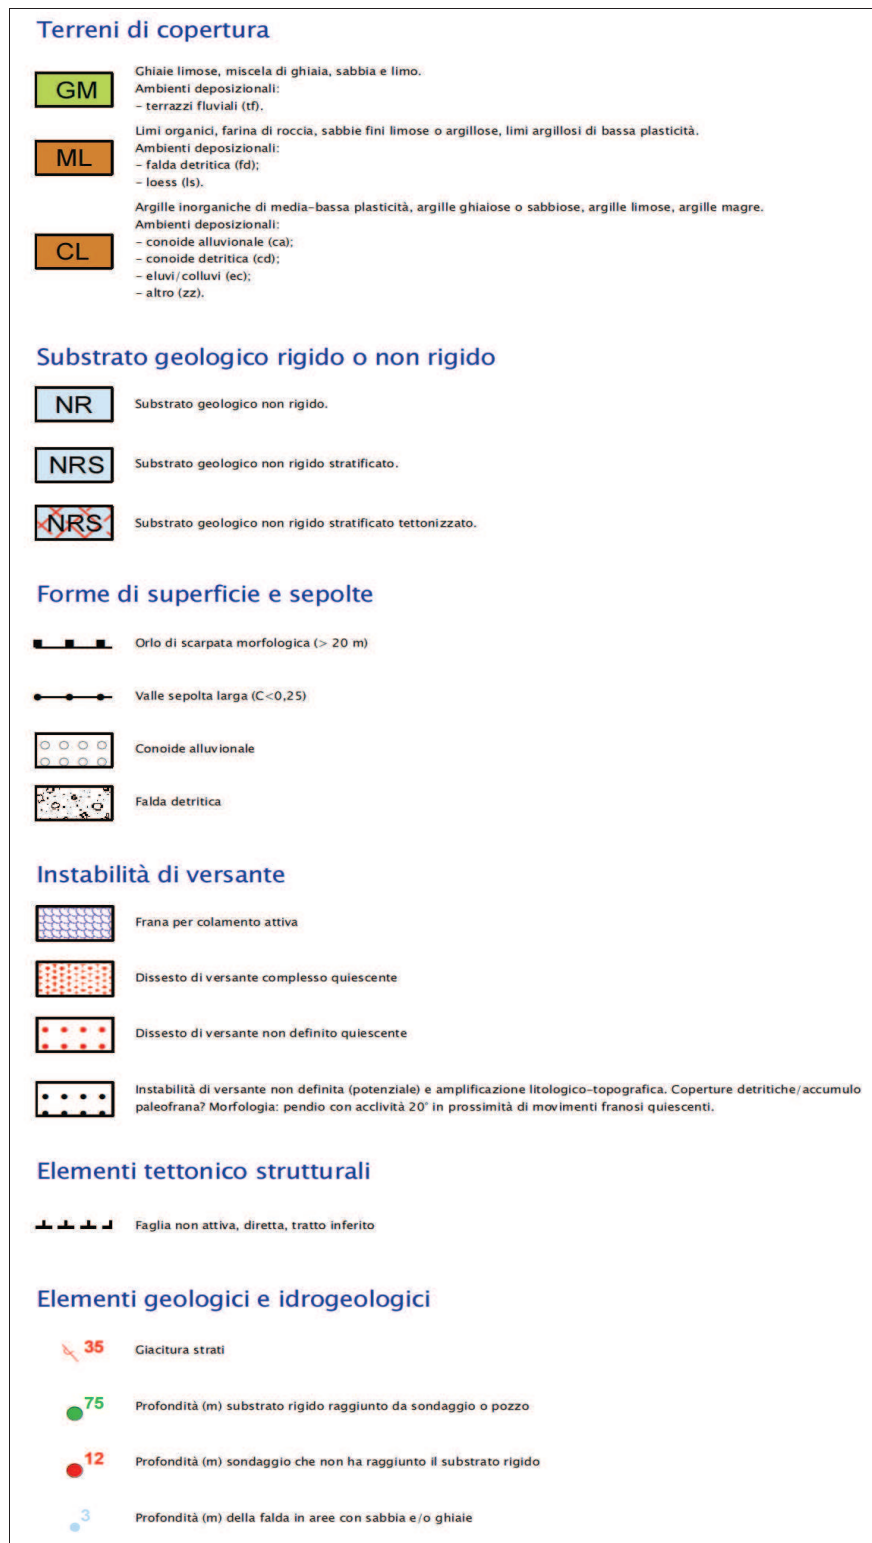 Terreni di copertura
GM
Ghiaie limose, miscela di ghiaia, sabbia e limo.
Ambienti deposizionali:
- terrazzi fluviali (tf).
ML
Limi organici, farina di roccia, sabbie fini limose o argillose, limi argillosi di bassa plasticità.
Ambienti deposizionali:
- falda detritica (fd);
- loess (ls).
CL
Argille inorganiche di media-bassa plasticità, argille ghiaiose o sabbiose, argille limose, argille magre.
Ambienti deposizionali:
- conoide alluvionale (ca);
- conoide detritica (cd);
- eluvi/colluvi (ec);
- altro (zz).
Substrato geologico rigido o non rigido
NR
Substrato geologico non rigido.
NRS
Substrato geologico non rigido stratificato.
NRS
Substrato geologico non rigido stratificato tettonizzato.
Forme di superficie e sepolte
Orlo di scarpata morfologica (> 20 m)
Valle sepolta larga (C<0,25)
Conoide alluvionale
Falda detritica
Instabilità di versante
Frana per colamento attiva
Dissesto di versante complesso quiescente
Dissesto di versante non definito quiescente
Instabilità di versante non definita (potenziale) e amplificazione litologico-topografica. Coperture detritiche/accumulo
paleofrana? Morfologia: pendio con acclività 20° in prossimità di movimenti franosi quiescenti.
Elementi tettonico strutturali
Faglia non attiva, diretta, tratto inferito
Elementi geologici e idrogeologici
35
Giacitura strati
75
Profondità (m) substrato rigido raggiunto da sondaggio o pozzo
12
Profondità (m) sondaggio che non ha raggiunto il substrato rigido
3
Profondità (m) della falda in aree con sabbia e/o ghiaie